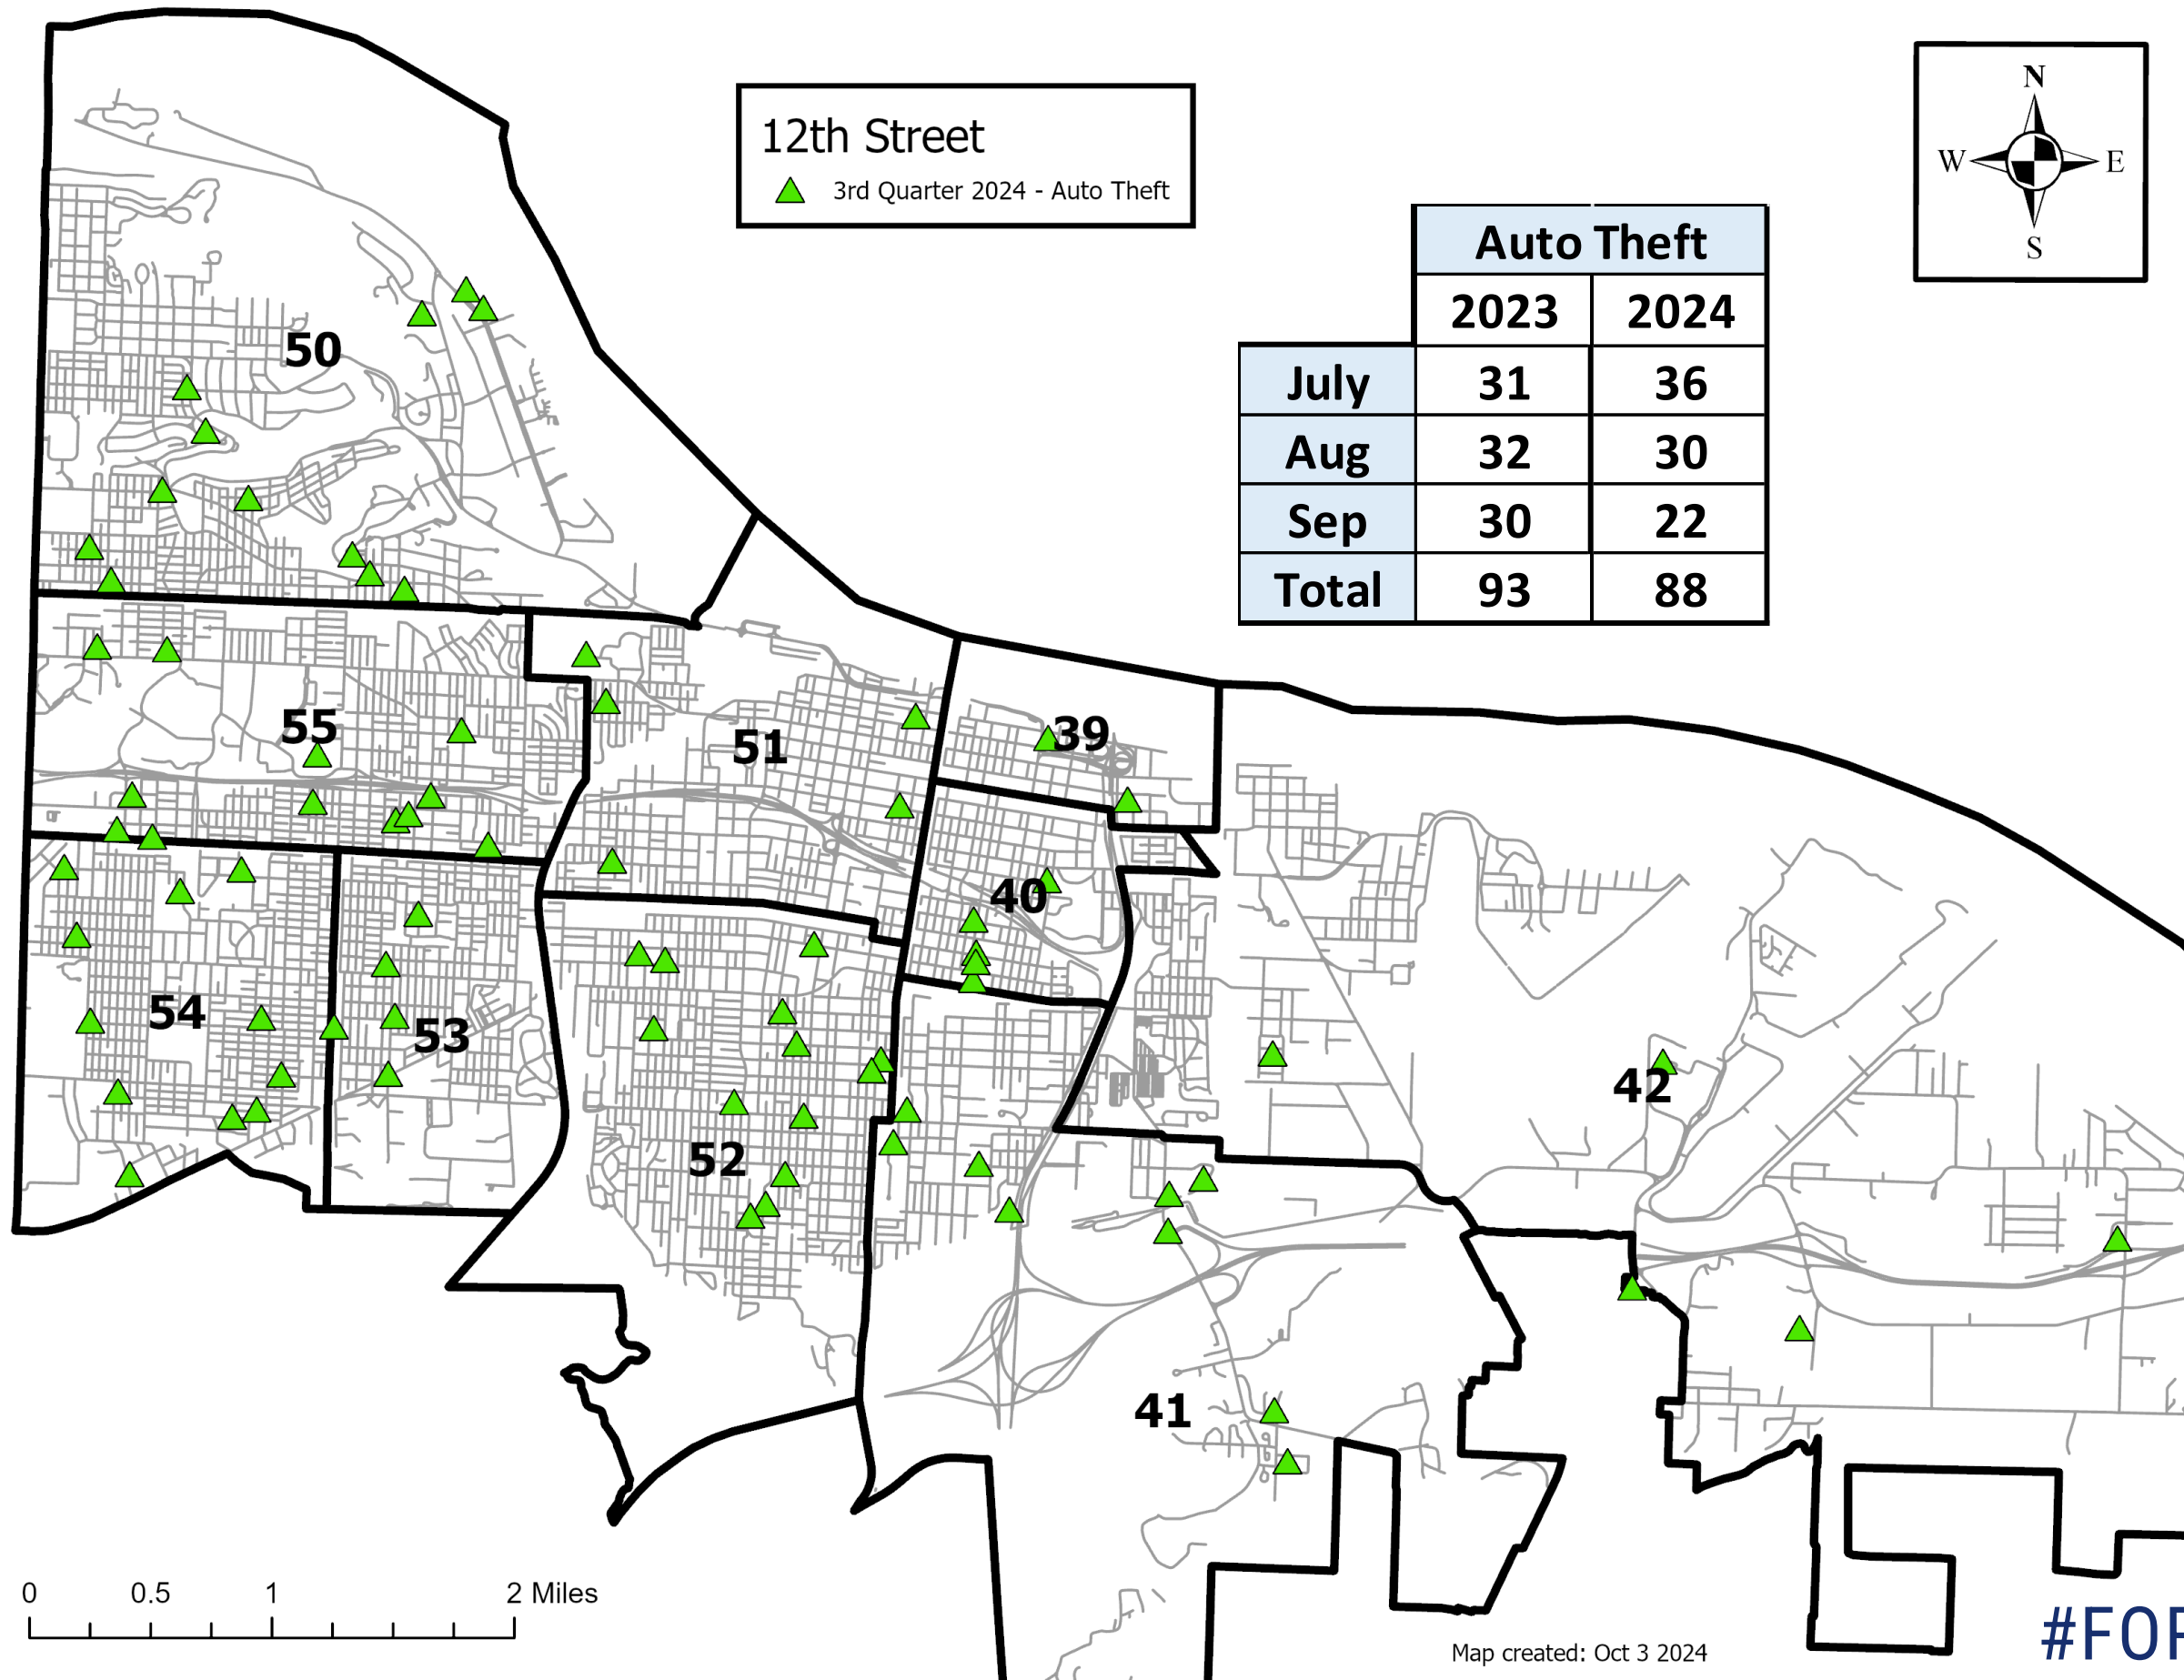 12th Street
3rd Quarter 2024 - Auto Theft
N
W E
S
Auto Theft
2023 2024
July 31 36
Aug 32 30
Sep 30 22
Total 93 88
50
55
51
39
40
54
53
52
42
41
0 0.5 1 2 Miles
Map created: Oct 3 2024
#FOR